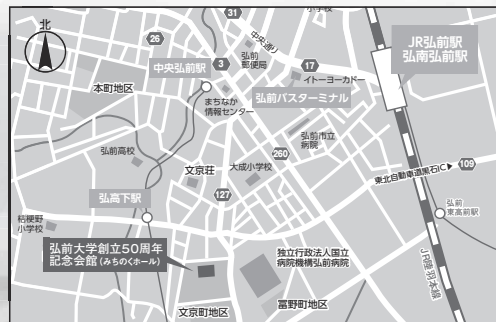 北
31
小学校
中央通り
26
3
17
JR弘前駅
弘南弘前駅
弘前
郵便局
中央弘前駅
イトーヨーカドー
弘前バスターミナル
本町地区
まちなか
情報センター
弘前市立
病院
弘前高校
260
109
大成小学校
文京荘
東北自動車道黒石IC▶
127
弘高下駅
桔梗野
小学校
弘前
東高前駅
弘前大学創立50周年
記念会館(みちのくホール)
独立行政法人国立
病院機構弘前病院
JR陸羽本線
文京町地区
富野町地区